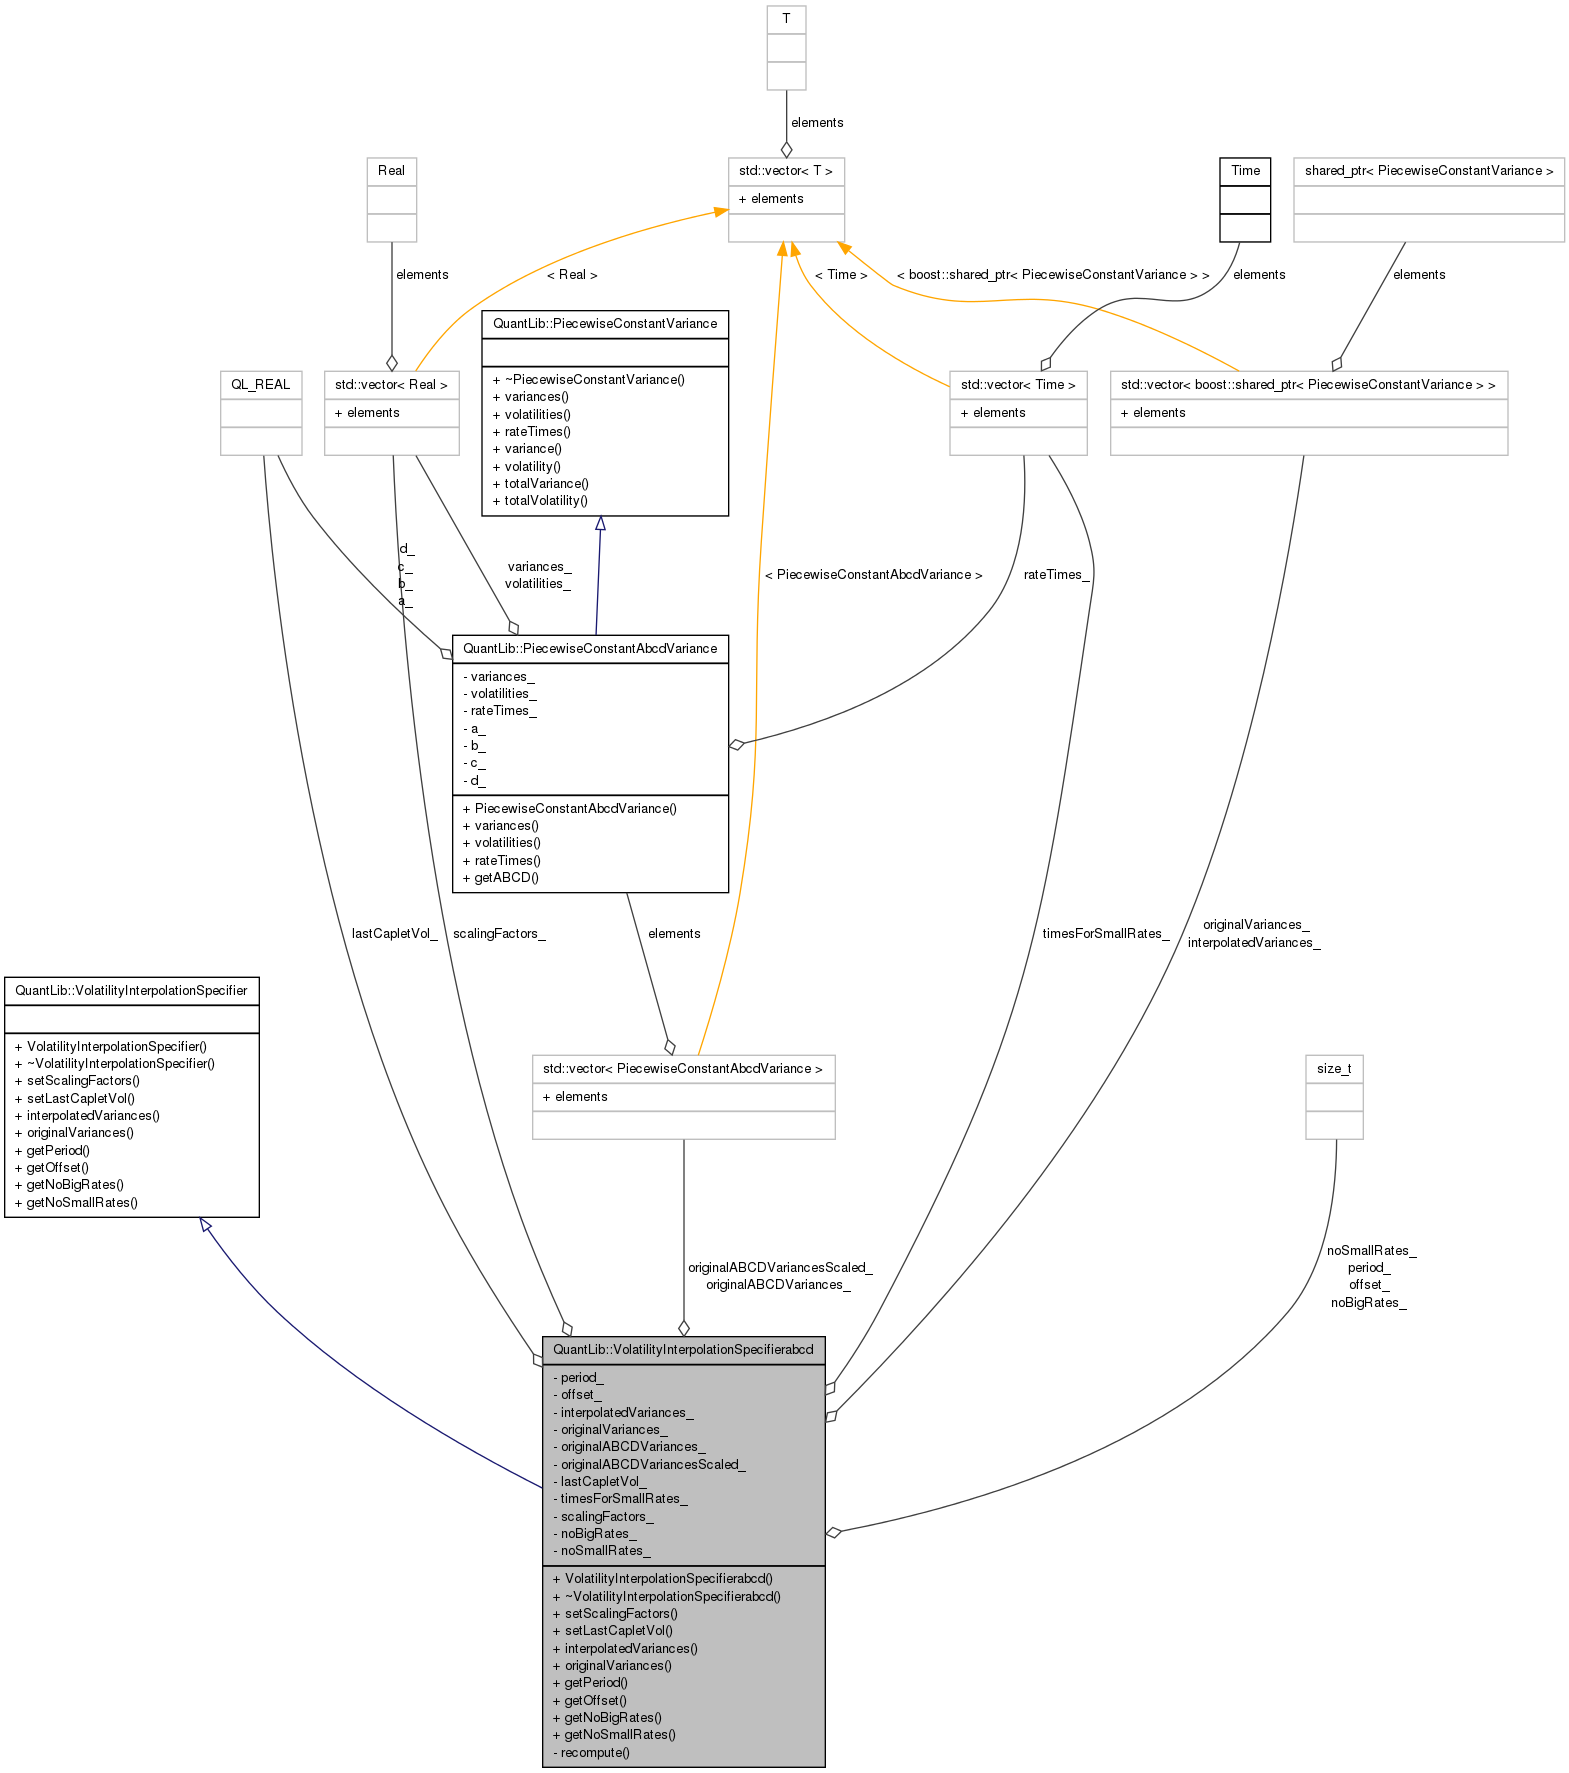 T
elements
std::vector< T >
+ elements
Real
Time
shared_ptr< PiecewiseConstantVariance >
elements
< Real >
< Time >
< boost::shared_ptr< PiecewiseConstantVariance > >
elements
elements
QuantLib::PiecewiseConstantVariance
+ ~PiecewiseConstantVariance()
+ variances()
+ volatilities()
+ rateTimes()
+ variance()
+ volatility()
+ totalVariance()
+ totalVolatility()
QL_REAL
std::vector< Real >
+ elements
std::vector< Time >
+ elements
std::vector< boost::shared_ptr< PiecewiseConstantVariance > >
+ elements
d_
c_
b_
a_
variances_
volatilities_
< PiecewiseConstantAbcdVariance >
rateTimes_
QuantLib::PiecewiseConstantAbcdVariance
- variances_
- volatilities_
- rateTimes_
- a_
- b_
- c_
- d_
+ PiecewiseConstantAbcdVariance()
+ variances()
+ volatilities()
+ rateTimes()
+ getABCD()
lastCapletVol_
scalingFactors_
elements
timesForSmallRates_
originalVariances_
interpolatedVariances_
QuantLib::VolatilityInterpolationSpecifier
+ VolatilityInterpolationSpecifier()
+ ~VolatilityInterpolationSpecifier()
+ setScalingFactors()
+ setLastCapletVol()
+ interpolatedVariances()
+ originalVariances()
+ getPeriod()
+ getOffset()
+ getNoBigRates()
+ getNoSmallRates()
std::vector< PiecewiseConstantAbcdVariance >
+ elements
size_t
originalABCDVariancesScaled_
originalABCDVariances_
noSmallRates_
period_
offset_
noBigRates_
QuantLib::VolatilityInterpolationSpecifierabcd
- period_
- offset_
- interpolatedVariances_
- originalVariances_
- originalABCDVariances_
- originalABCDVariancesScaled_
- lastCapletVol_
- timesForSmallRates_
- scalingFactors_
- noBigRates_
- noSmallRates_
+ VolatilityInterpolationSpecifierabcd()
+ ~VolatilityInterpolationSpecifierabcd()
+ setScalingFactors()
+ setLastCapletVol()
+ interpolatedVariances()
+ originalVariances()
+ getPeriod()
+ getOffset()
+ getNoBigRates()
+ getNoSmallRates()
- recompute()